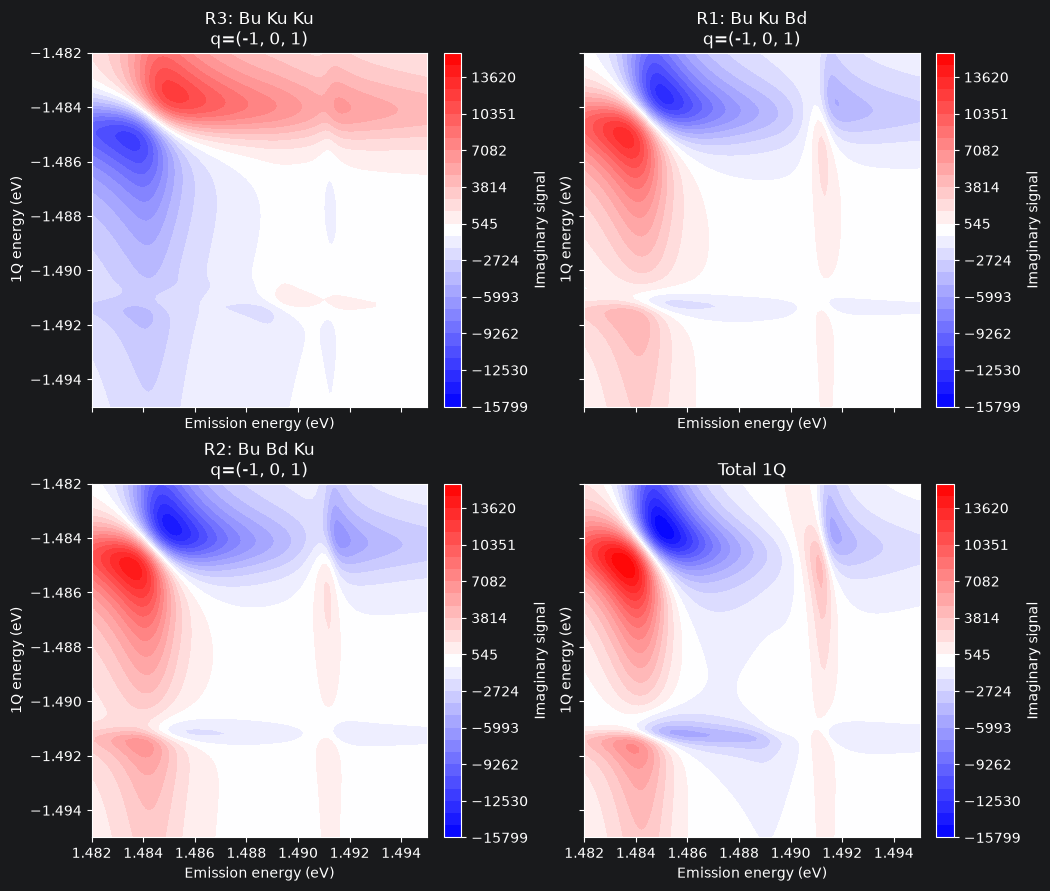 R3: Bu Ku Ku
q=(-1, 0, 1)
−1.482
−1.484
−1.486
−1.488
−1.490
−1.492
−1.494
1Q energy (eV)
Emission energy (eV)
13620
10351
7082
3814
545
−2724
−5993
−9262
−12530
−15799
Imaginary signal
R1: Bu Ku Bd
q=(-1, 0, 1)
1Q energy (eV)
Emission energy (eV)
13620
10351
7082
3814
545
−2724
−5993
−9262
−12530
−15799
Imaginary signal
R2: Bu Bd Ku
q=(-1, 0, 1)
−1.482
−1.484
−1.486
−1.488
−1.490
−1.492
−1.494
1Q energy (eV)
1.482 1.484 1.486 1.488 1.490 1.492 1.494
Emission energy (eV)
13620
10351
7082
3814
545
−2724
−5993
−9262
−12530
−15799
Imaginary signal
Total 1Q
1Q energy (eV)
1.482 1.484 1.486 1.488 1.490 1.492 1.494
Emission energy (eV)
13620
10351
7082
3814
545
−2724
−5993
−9262
−12530
−15799
Imaginary signal